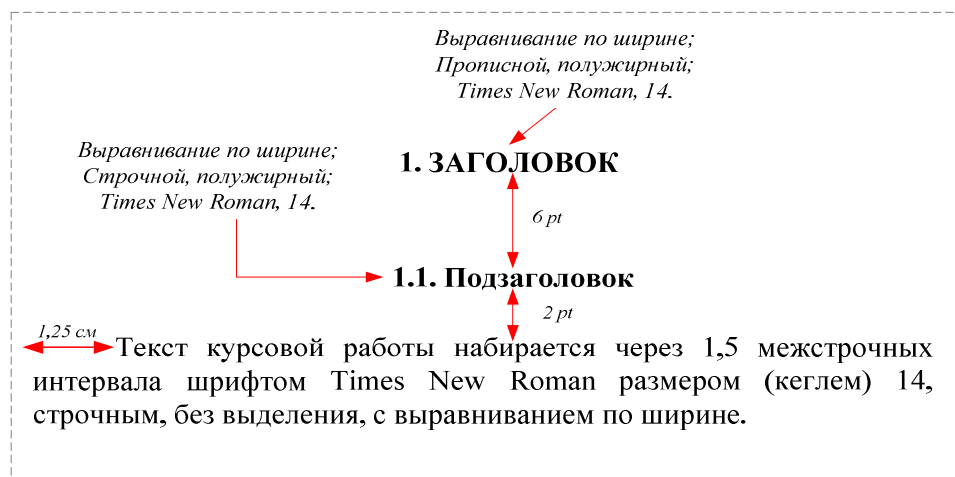 Выравнивание по ширине;
Прописной, полужирный;
Times New Roman, 14.
Выравнивание по ширине;
Строчной, полужирный;
Times New Roman, 14.
1. ЗАГОЛОВОК
6 pt
1.1. Подзаголовок
2 pt
1,25 см
Текст курсовой работы набирается через 1,5 межстрочных
интервала шрифтом Times New Roman размером (кеглем) 14,
строчным, без выделения, с выравниванием по ширине.